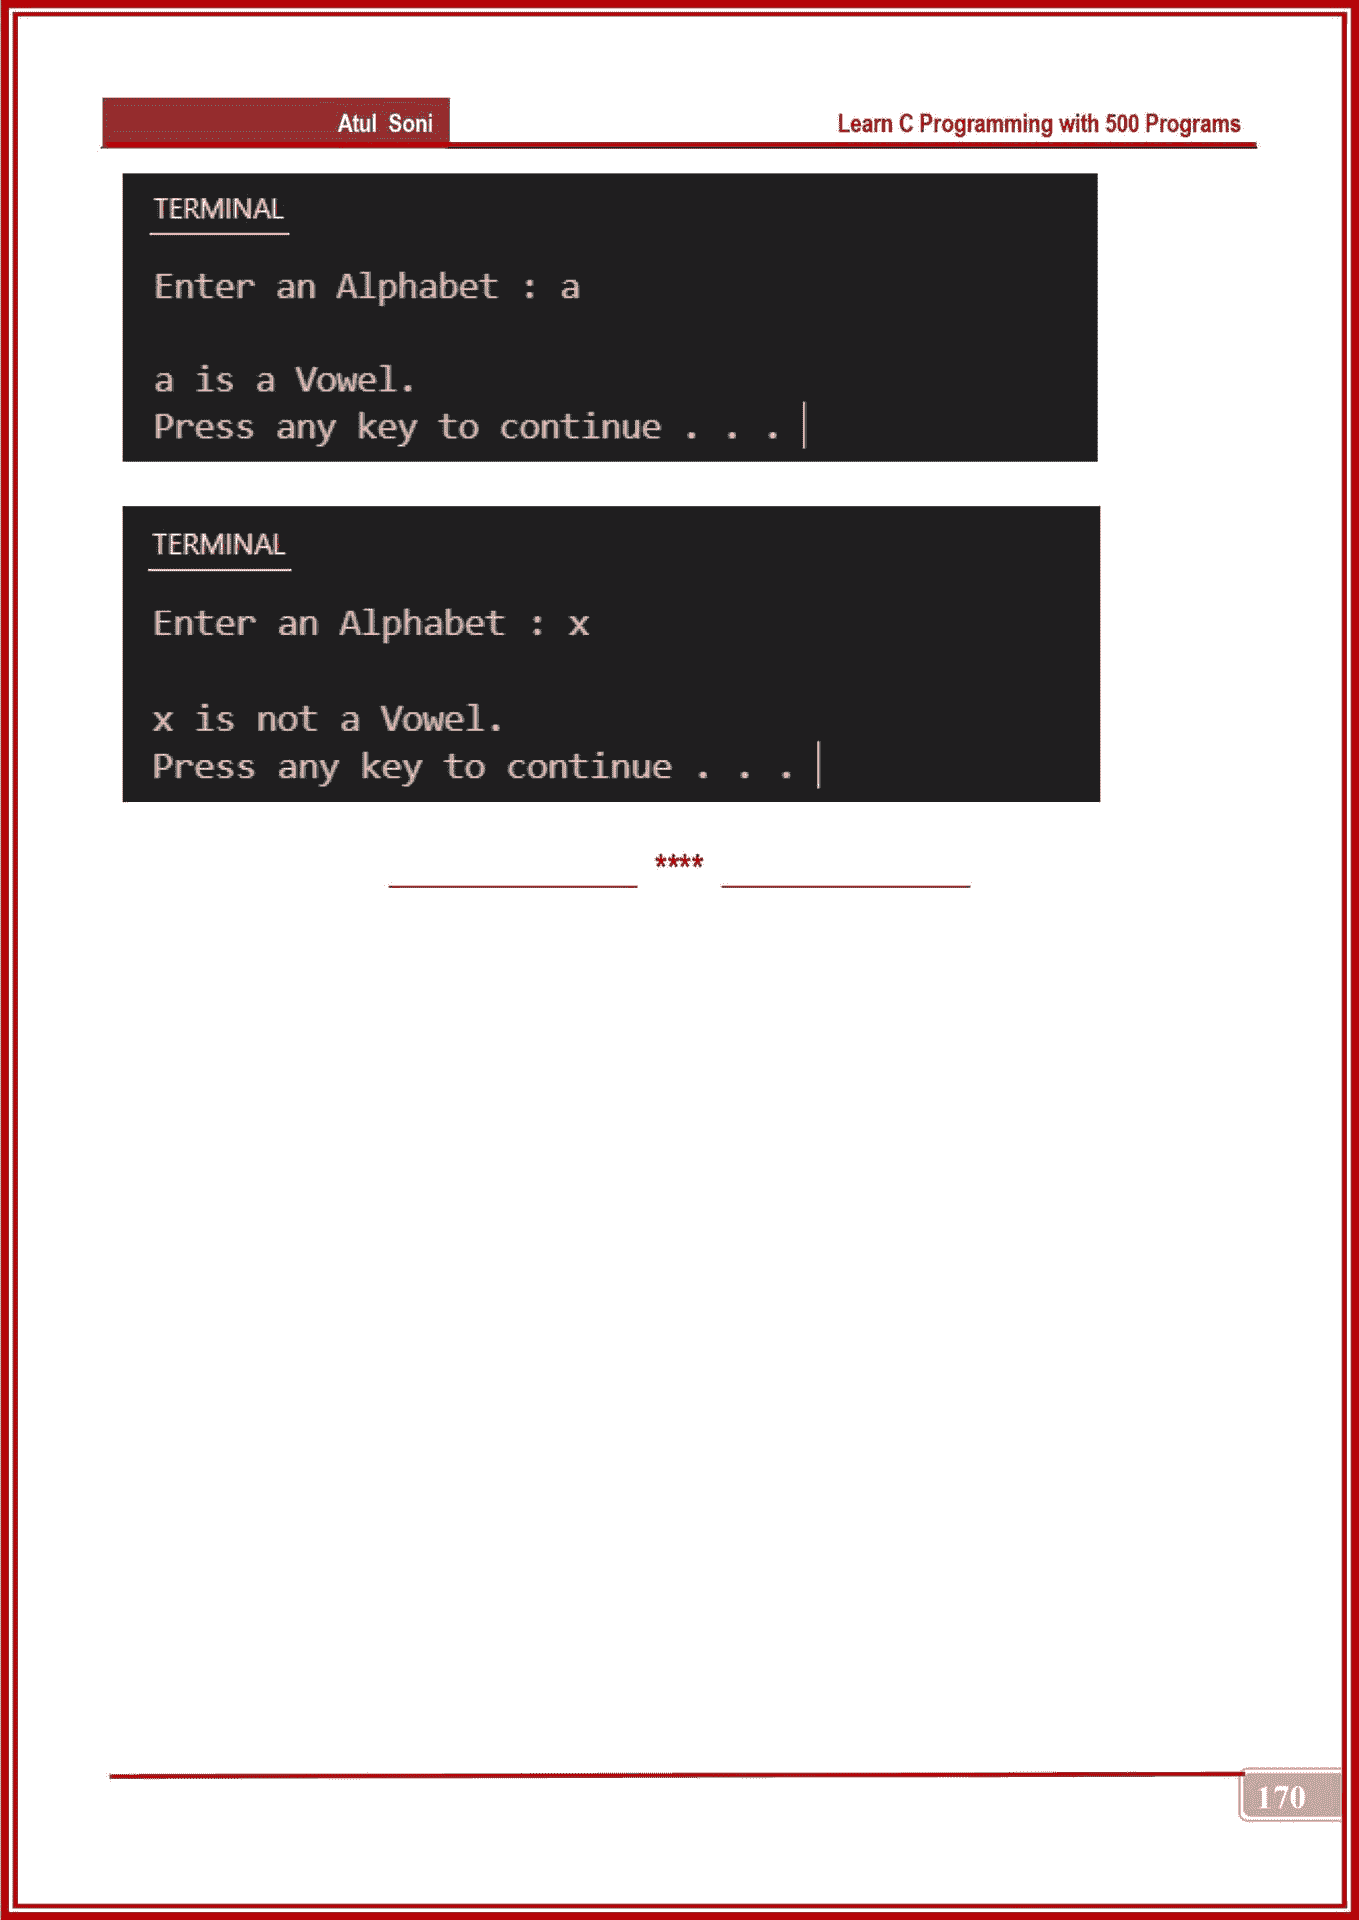 Atul Soni
Learn C Programming with 500 Programs
TERMINAL
Enter an Alphabet : a
a is a Vowel.
Press any key to continue . . .
TERMINAL
Enter an Alphabet : x
x is not a Vowel.
Press any key to continue . . .
****
170